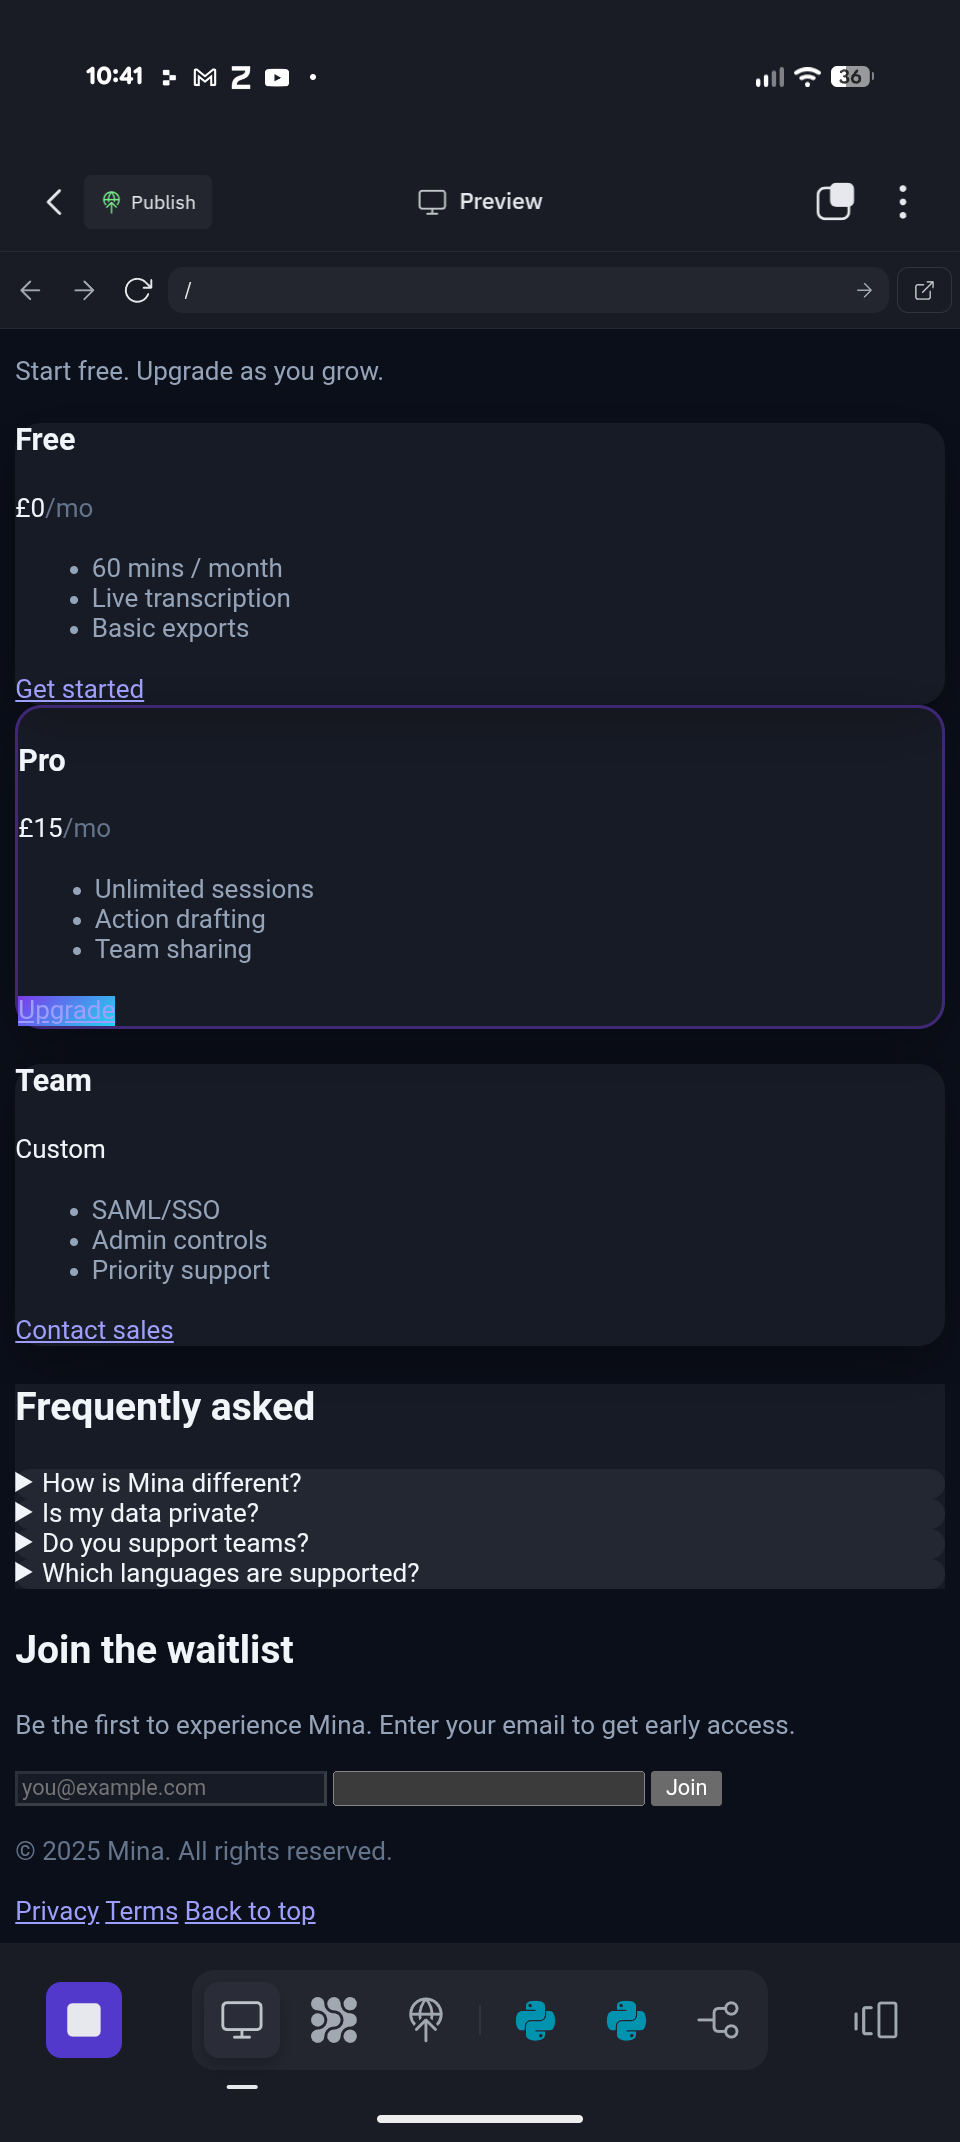 10:41
36
Publish
Preview
/
Start free. Upgrade as you grow.
Free
£0/mo
60 mins / month
Live transcription
Basic exports
Get started
Pro
£15/mo
Unlimited sessions
Action drafting
Team sharing
Upgrade
Team
Custom
SAML/SSO
Admin controls
Priority support
Contact sales
Frequently asked
How is Mina different?
Is my data private?
Do you support teams?
Which languages are supported?
Join the waitlist
Be the first to experience Mina. Enter your email to get early access.
you@example.com Join
© 2025 Mina. All rights reserved.
Privacy Terms Back to top